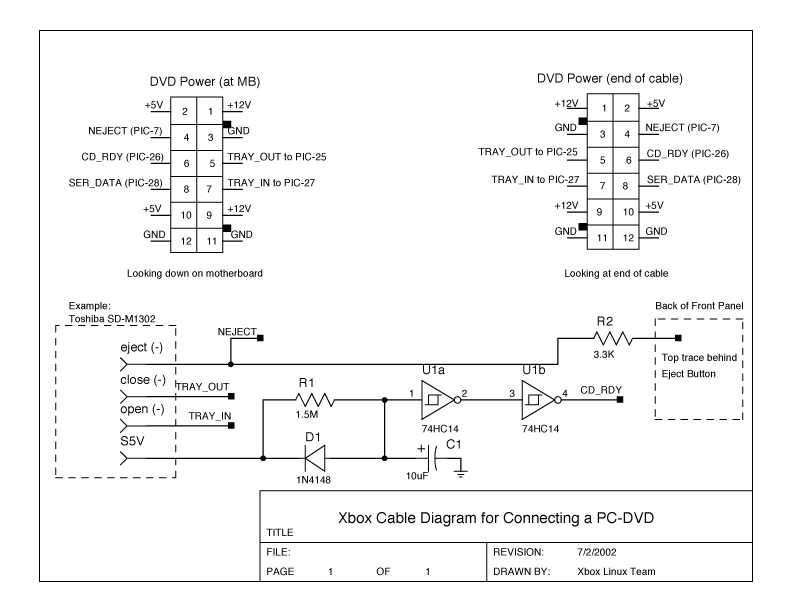 DVD Power (at MB)
+5V 2 1 +12V
NEJECT (PIC-7) 4 3 GND
CD_RDY (PIC-26) 6 5 TRAY_OUT to PIC-25
SER_DATA (PIC-28) 8 7 TRAY_IN to PIC-27
+5V 10 9 +12V
GND 12 11 GND
Looking down on motherboard
DVD Power (end of cable)
+12V 1 2 +5V
GND 3 4 NEJECT (PIC-7)
TRAY_OUT to PIC-25 5 6 CD_RDY (PIC-26)
TRAY_IN to PIC-27 7 8 SER_DATA (PIC-28)
+12V 9 10 +5V
GND 11 12 GND
Looking at end of cable
Example:
Toshiba SD-M1302
eject (-)
close (-)
open (-)
S5V
NEJECT
TRAY_OUT
TRAY_IN
R1
1.5M
D1
1N4148
U1a
1 2
74HC14
U1b
3 4
74HC14
+ C1
10uF
CD_RDY
R2
3.3K
Back of Front Panel
Top trace behind
Eject Button
TITLE Xbox Cable Diagram for Connecting a PC-DVD
FILE: REVISION: 7/2/2002
PAGE 1 OF 1 DRAWN BY: Xbox Linux Team